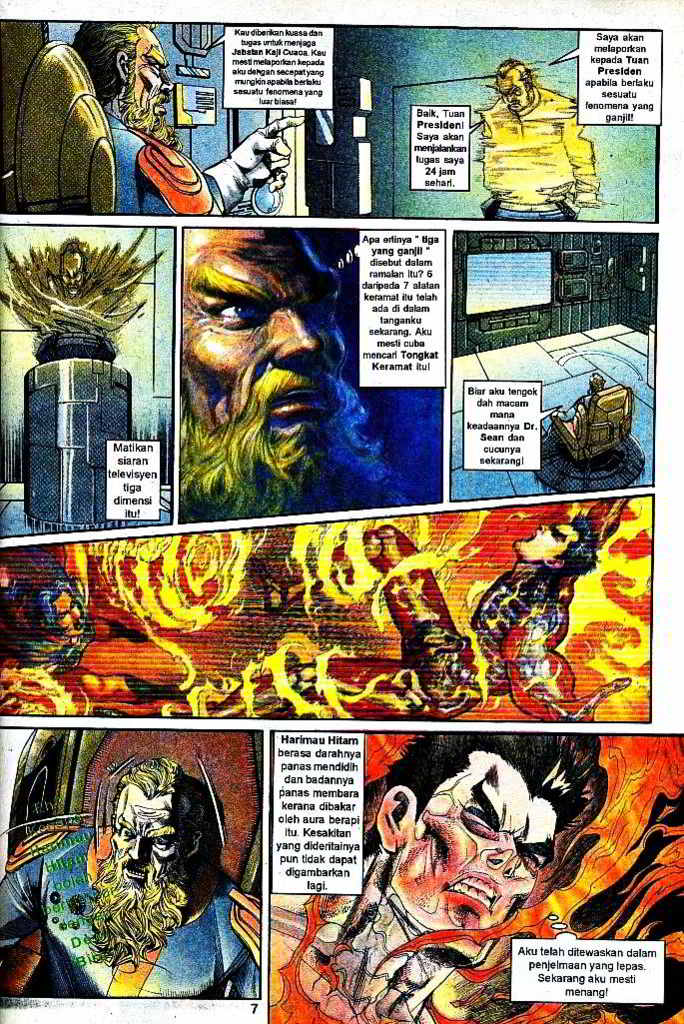 Kau diberikan kuasa dan
tugas untuk menjaga
Jabatan Kaji Cuaca. Kau
mesti melaporkan kepada
aku dengan secepat yang
mungkin apabila berlaku
sesuatu fenomena yang
luar biasa!
Baik, Tuan
Presiden!
Saya akan
menjalankan
tugas saya
24 jam
sehari.
Saya akan
melaporkan
kepada Tuan
Presiden
apabila berlaku
sesuatu
fenomena yang
ganjil!
Matikan
siaran
televisyen
tiga
dimensi
itu!
Apa ertinya " tiga
yang ganjil "
disebut dalam
ramalan itu? 6
daripada 7 alatan
keramat itu telah
ada di dalam
tanganku
sekarang. Aku
mesti cuba
mencari Tongkat
Keramat itu!
Biar aku tengok
dah macam
mana
keadaannya Dr.
Sean dan
cucunya
sekarang!
Eh
Harimau
Hitam
boleh
Harimau Hitam
berasa darahnya
panas mendidih
dan badannya
panas membara
kerana dibakar
oleh aura berapi
itu. Kesakitan
yang dideritainya
pun tidak dapat
digambarkan
lagi.
Aku telah ditewaskan dalam
penjelmaan yang lepas.
Sekarang aku mesti
menang!
7